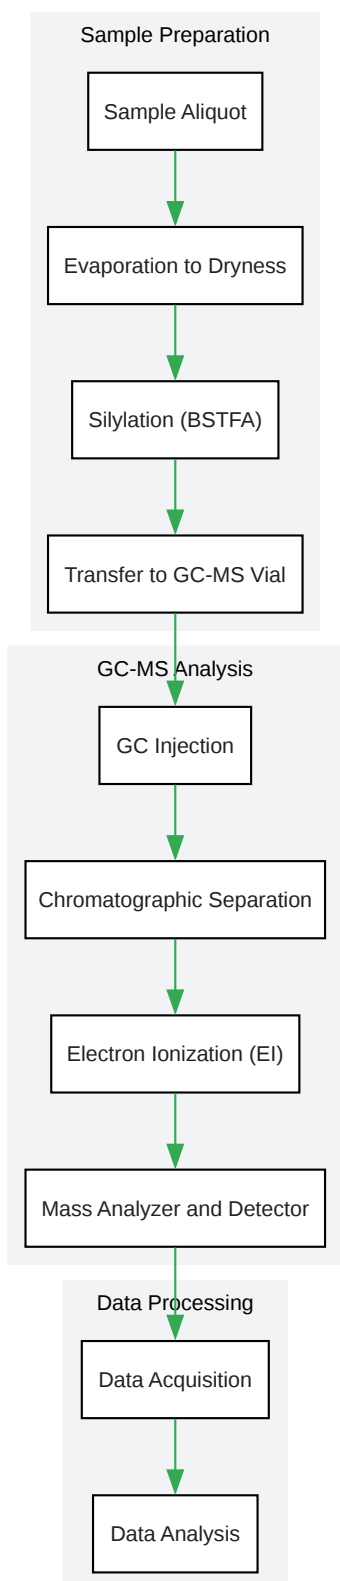 Sample Preparation
Sample Aliquot
Evaporation to Dryness
Silylation (BSTFA)
Transfer to GC-MS Vial
GC-MS Analysis
GC Injection
Chromatographic Separation
Electron Ionization (EI)
Mass Analyzer and Detector
Data Processing
Data Acquisition
Data Analysis